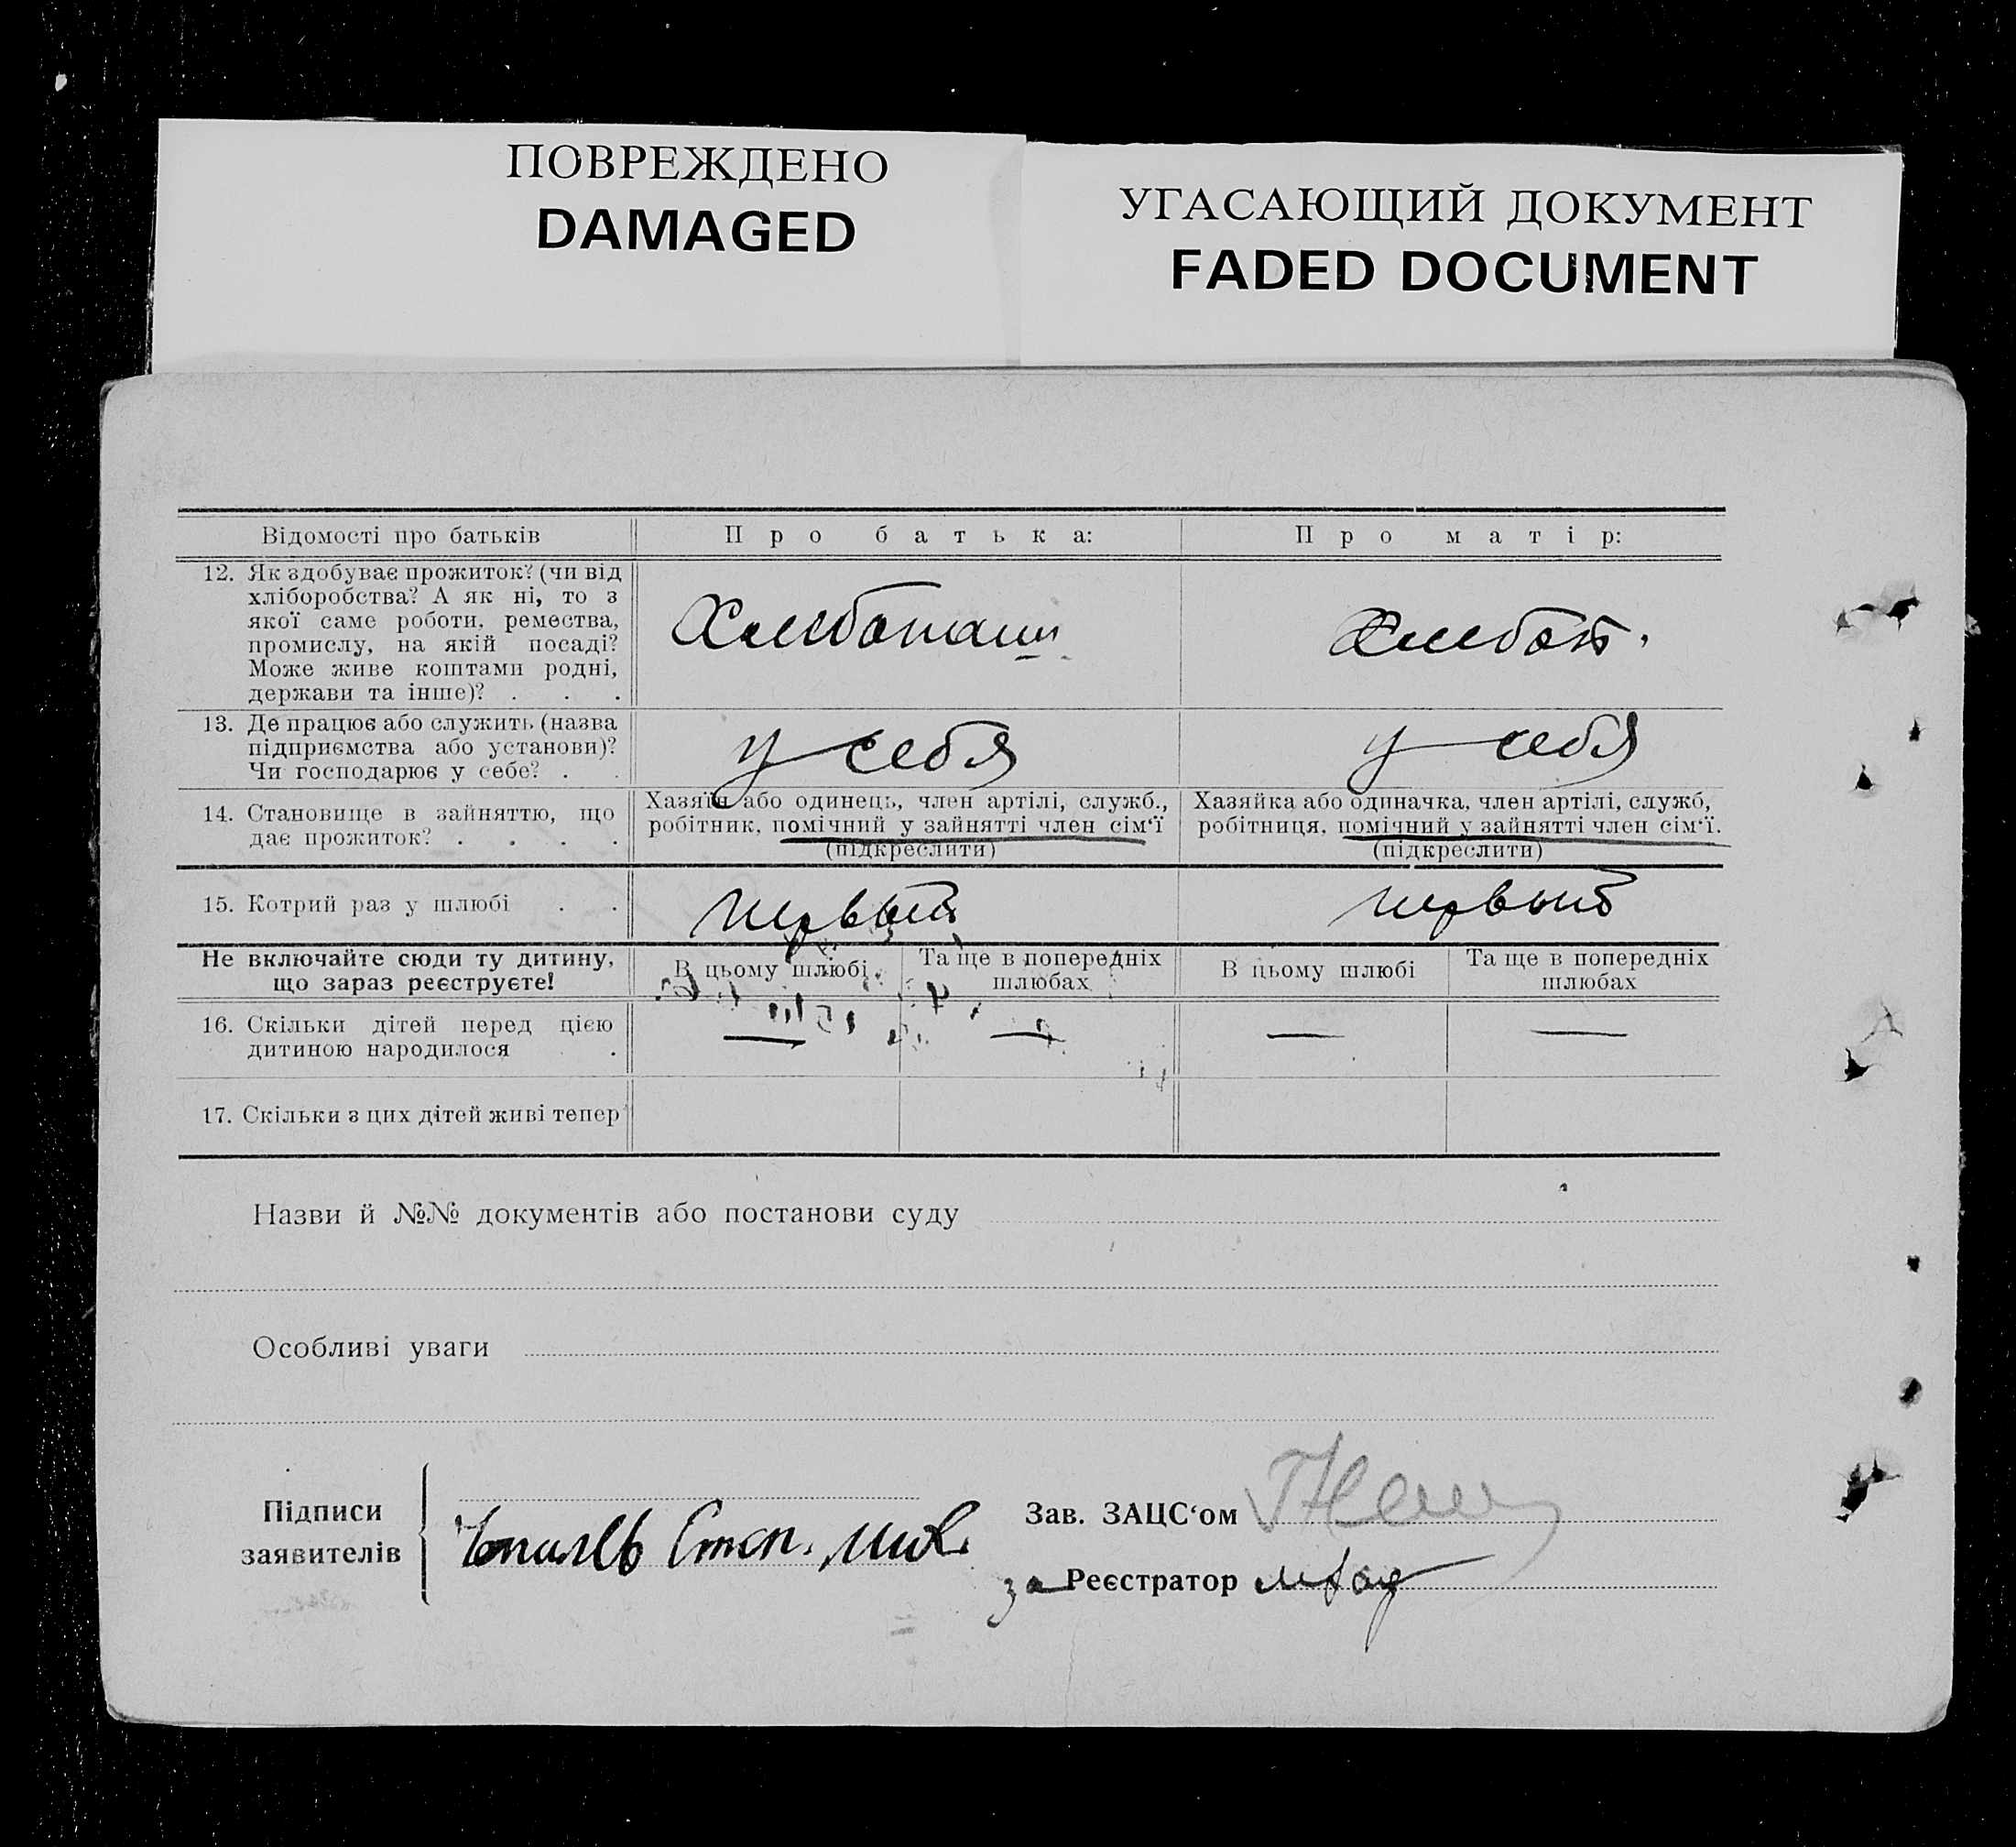 ПОВРЕЖДЕНО
DAMAGED
УГАСАЮЩИЙ ДОКУМЕНТ
FADED DOCUMENT
Відомості про батьків
Про батька:
Про матір:
12. Як здобуває прожиток? (чи від
хліборобства? А як ні, то з
якої саме роботи, ремества,
промислу, на якій посаді?
Може живе коштами родні,
держави та інше)? . . .
13. Де працює або служить (назва
підприємства або установи)?
Чи господарює у себе? . .
у себя
у себя
14. Становище в зайняттю, що
дає прожиток? . . . .
Хазяїн або одинець, член артілі, служб.,
робітник, помічний у зайнятті член сім‘ї
(підкреслити)
Хазяйка або одиначка, член артілі, служб,
робітниця, помічний у зайнятті член сім‘ї.
(підкреслити)
15. Котрий раз у шлюбі . .
первый
первый
Не включайте сюди ту дитину,
що зараз реєструєте!
В цьому шлюбі
Та ще в попередніх
шлюбах
В цьому шлюбі
Та ще в попередніх
шлюбах
16. Скільки дітей перед цією
дитиною народилося .
— — — —
17. Скільки з цих дітей живі тепер
Назви й №№ документів або постанови суду
Особливі уваги
Підписи
заявителів
Степ.
Зав. ЗАЦС‘ом
за Реєстратор